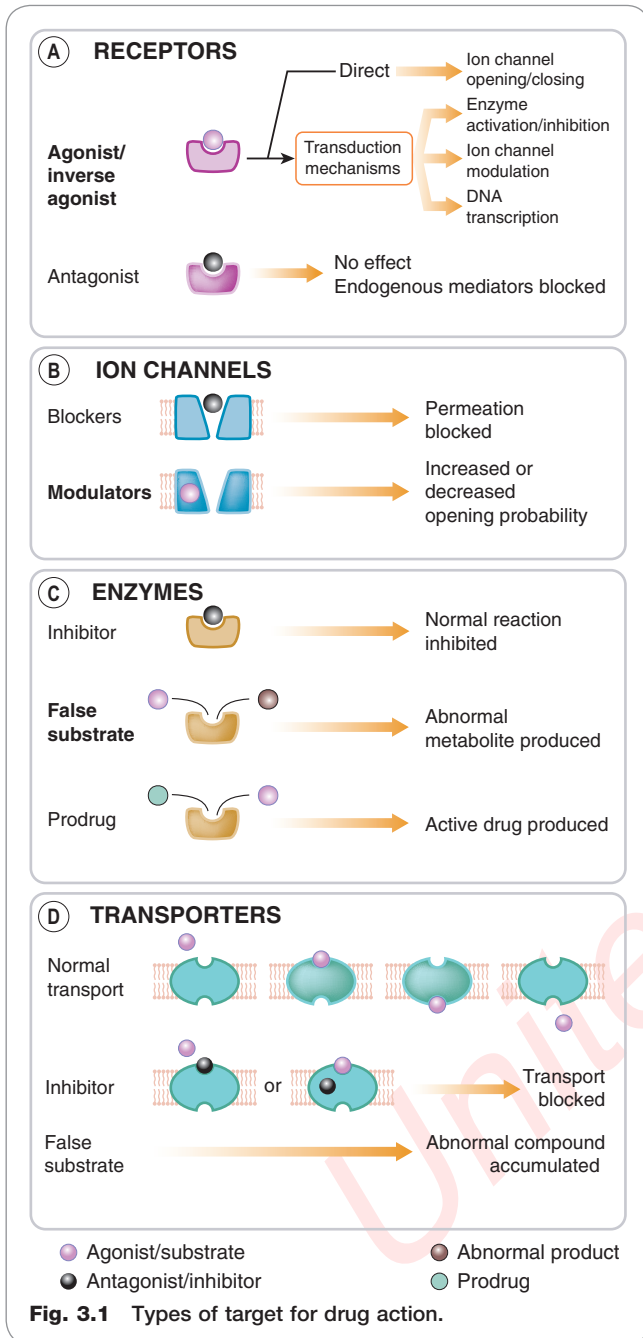 A RECEPTORS
Agonist/
inverse
agonist
Direct
Ion channel
opening/closing
Transduction
mechanisms
Enzyme
activation/inhibition
Ion channel
modulation
DNA
transcription
Antagonist
No effect
Endogenous mediators blocked
B ION CHANNELS
Blockers
Permeation
blocked
Modulators
Increased or
decreased
opening probability
C ENZYMES
Inhibitor
Normal reaction
inhibited
False
substrate
Abnormal
metabolite produced
Prodrug
Active drug produced
D TRANSPORTERS
Normal
transport
Inhibitor
or
Transport
blocked
False
substrate
Abnormal compound
accumulated
Agonist/substrate
Abnormal product
Antagonist/inhibitor
Prodrug
Fig. 3.1 Types of target for drug action.
Unite